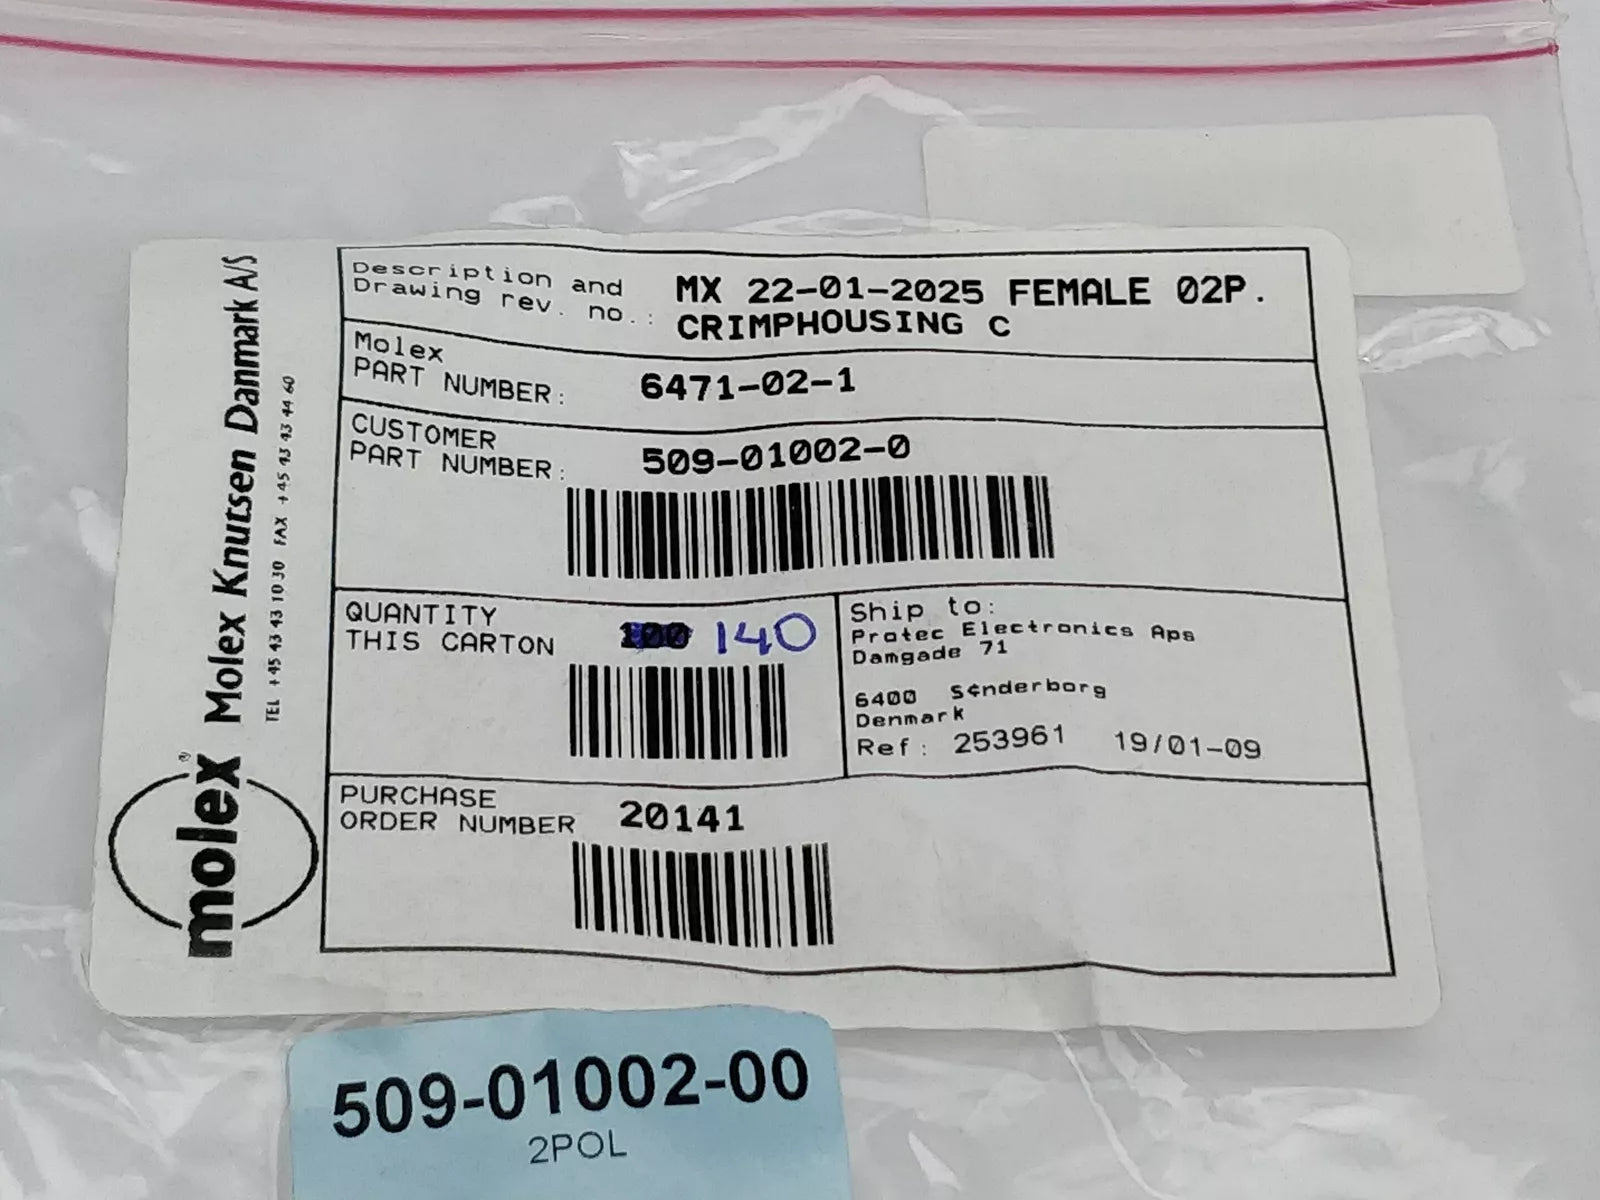 Description and
Drawing rev. no.:
MX 22-01-2025 FEMALE 02P.
CRIMPHOUSING C
Molex
PART NUMBER:
6471-02-1
CUSTOMER
PART NUMBER:
509-01002-0
QUANTITY
THIS CARTON
100 140
Ship to:
Protec Electronics Aps
Damgade 71
6400 S¢nderborg
Denmark
Ref: 253961 19/01-09
PURCHASE
ORDER NUMBER
20141
molex®
Molex Knutsen Danmark A/S
TEL +45 43 43 10 30 FAX +45 43 43 44 60
509-01002-00
2POL